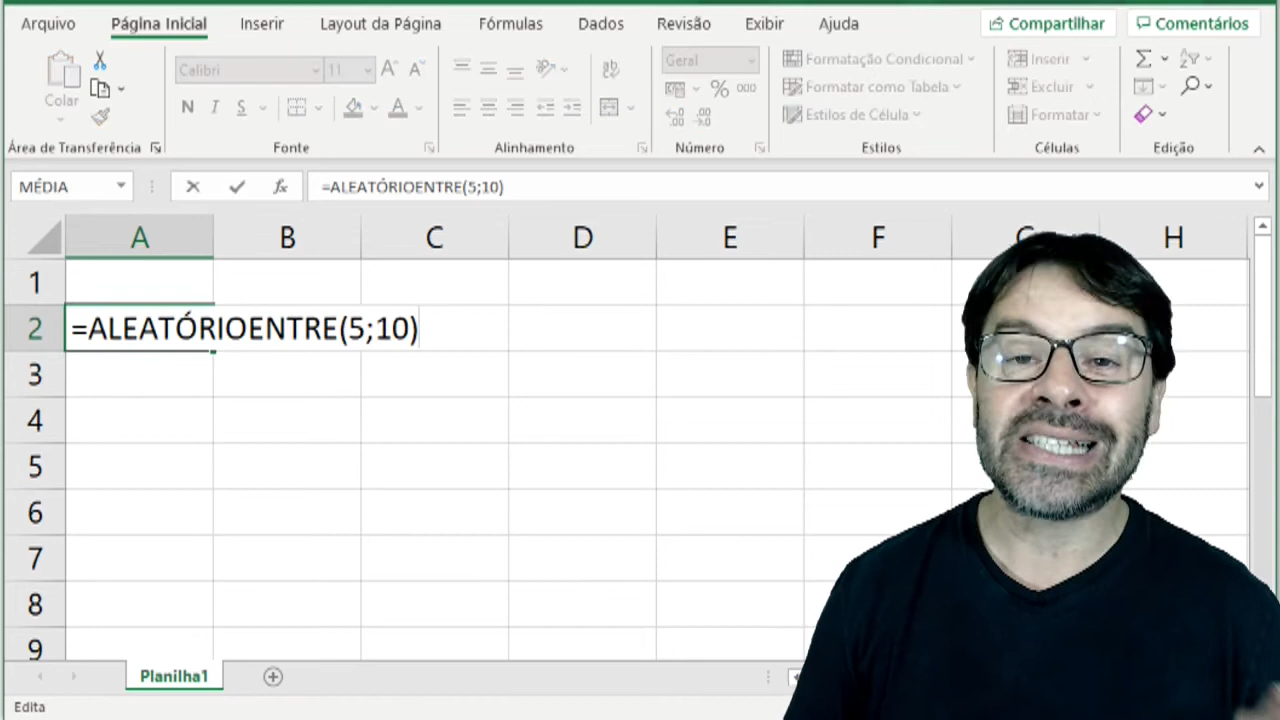 Arquivo Página Inicial Inserir Layout da Página Fórmulas Dados Revisão Exibir Ajuda Compartilhar Comentários
Calibri 11 Geral Formatação Condicional Inserir
Colar N I S A % 000 Formatar como Tabela Excluir
Estilos de Célula Formatar
Área de Transferência Fonte Alinhamento Número Estilos Células Edição
MÉDIA fx =ALEATÓRIOENTRE(5;10)
A B C D E F G H
1
2 =ALEATÓRIOENTRE(5;10)
3
4
5
6
7
8
9
Planilha1
Edita